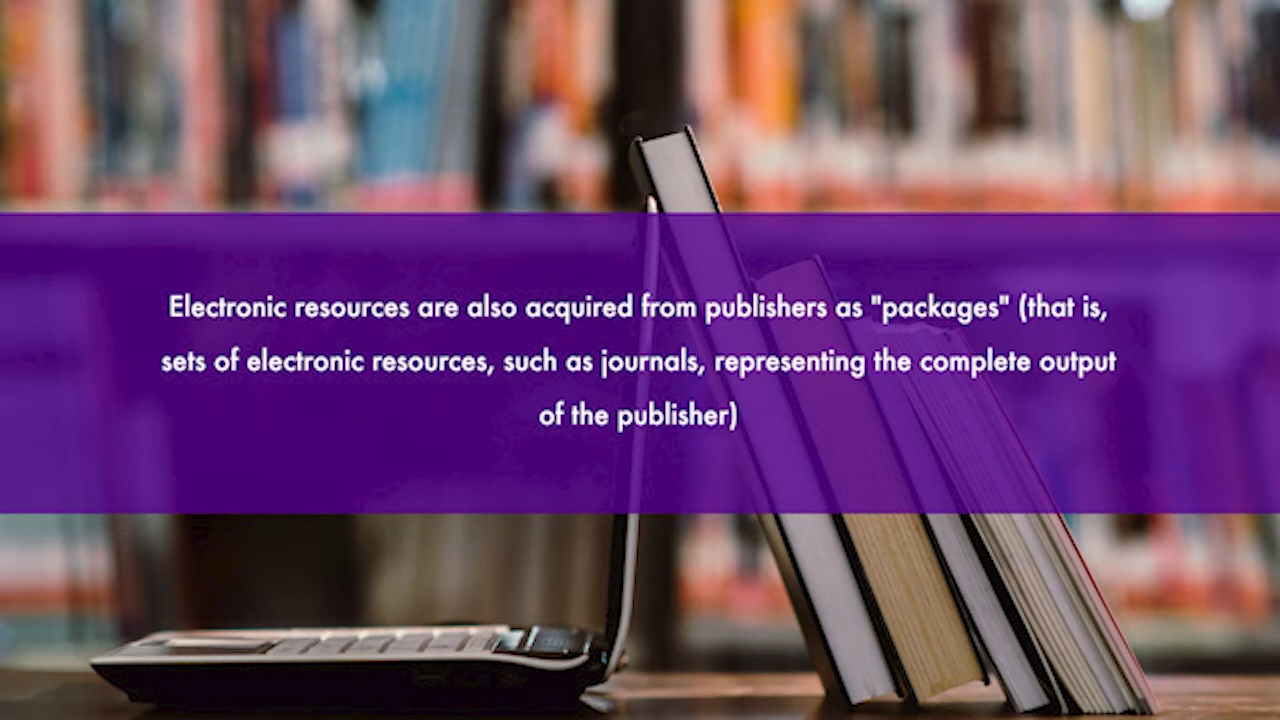 Electronic resources are also acquired from publishers as "packages" (that is,
sets of electronic resources, such as journals, representing the complete output
of the publisher)